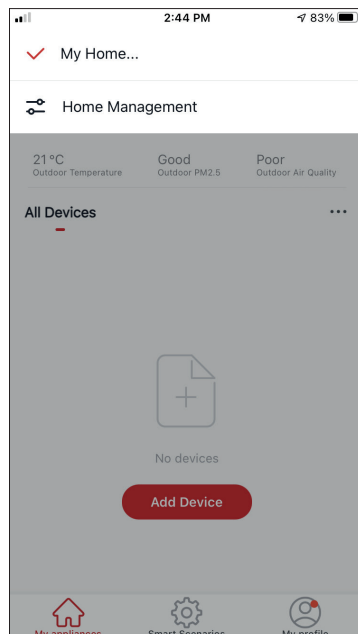 2:44 PM
83%
My Home...
Home Management
21 °C
Good
Poor
Outdoor Temperature
Outdoor PM2.5
Outdoor Air Quality
All Devices
No devices
Add Device
My appliances
Smart Scenarios
My profile